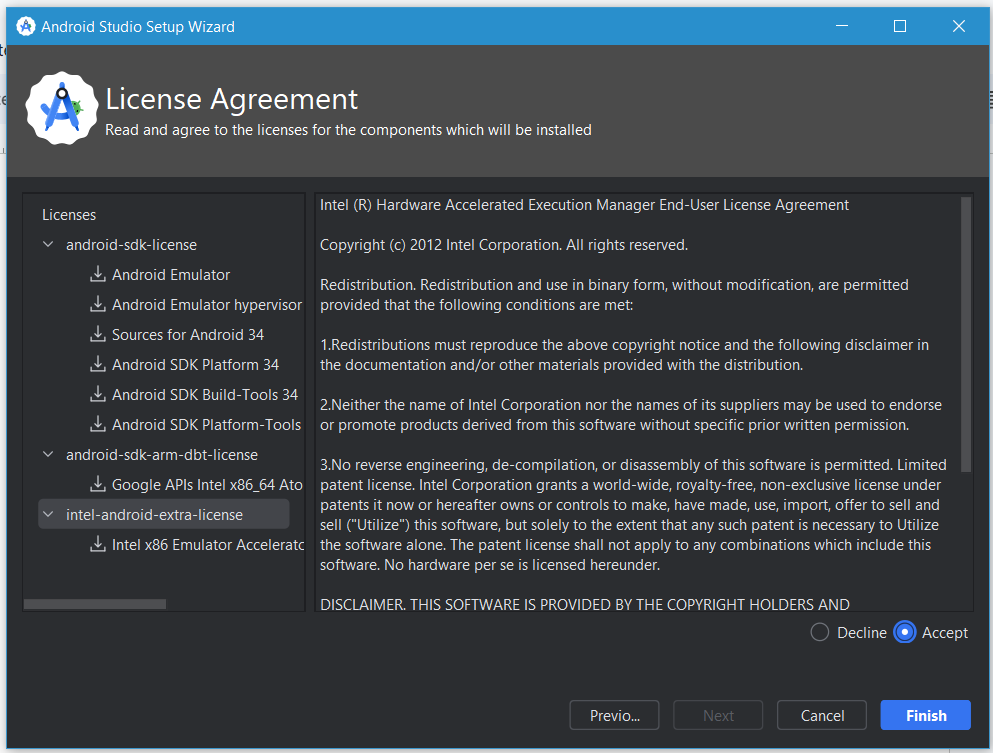 Android Studio Setup Wizard
License Agreement
Read and agree to the licenses for the components which will be installed
Licenses
android-sdk-license
Android Emulator
Android Emulator hypervisor
Sources for Android 34
Android SDK Platform 34
Android SDK Build-Tools 34
Android SDK Platform-Tools
android-sdk-arm-dbt-license
Google APIs Intel x86_64 Ato
intel-android-extra-license
Intel x86 Emulator Accelerato
Intel (R) Hardware Accelerated Execution Manager End-User License Agreement
Copyright (c) 2012 Intel Corporation. All rights reserved.
Redistribution. Redistribution and use in binary form, without modification, are permitted
provided that the following conditions are met:
1.Redistributions must reproduce the above copyright notice and the following disclaimer in
the documentation and/or other materials provided with the distribution.
2.Neither the name of Intel Corporation nor the names of its suppliers may be used to endorse
or promote products derived from this software without specific prior written permission.
3.No reverse engineering, de-compilation, or disassembly of this software is permitted. Limited
patent license. Intel Corporation grants a world-wide, royalty-free, non-exclusive license under
patents it now or hereafter owns or controls to make, have made, use, import, offer to sell and
sell ("Utilize") this software, but solely to the extent that any such patent is necessary to Utilize
the software alone. The patent license shall not apply to any combinations which include this
software. No hardware per se is licensed hereunder.
DISCLAIMER. THIS SOFTWARE IS PROVIDED BY THE COPYRIGHT HOLDERS AND
Decline Accept
Previo... Next Cancel Finish